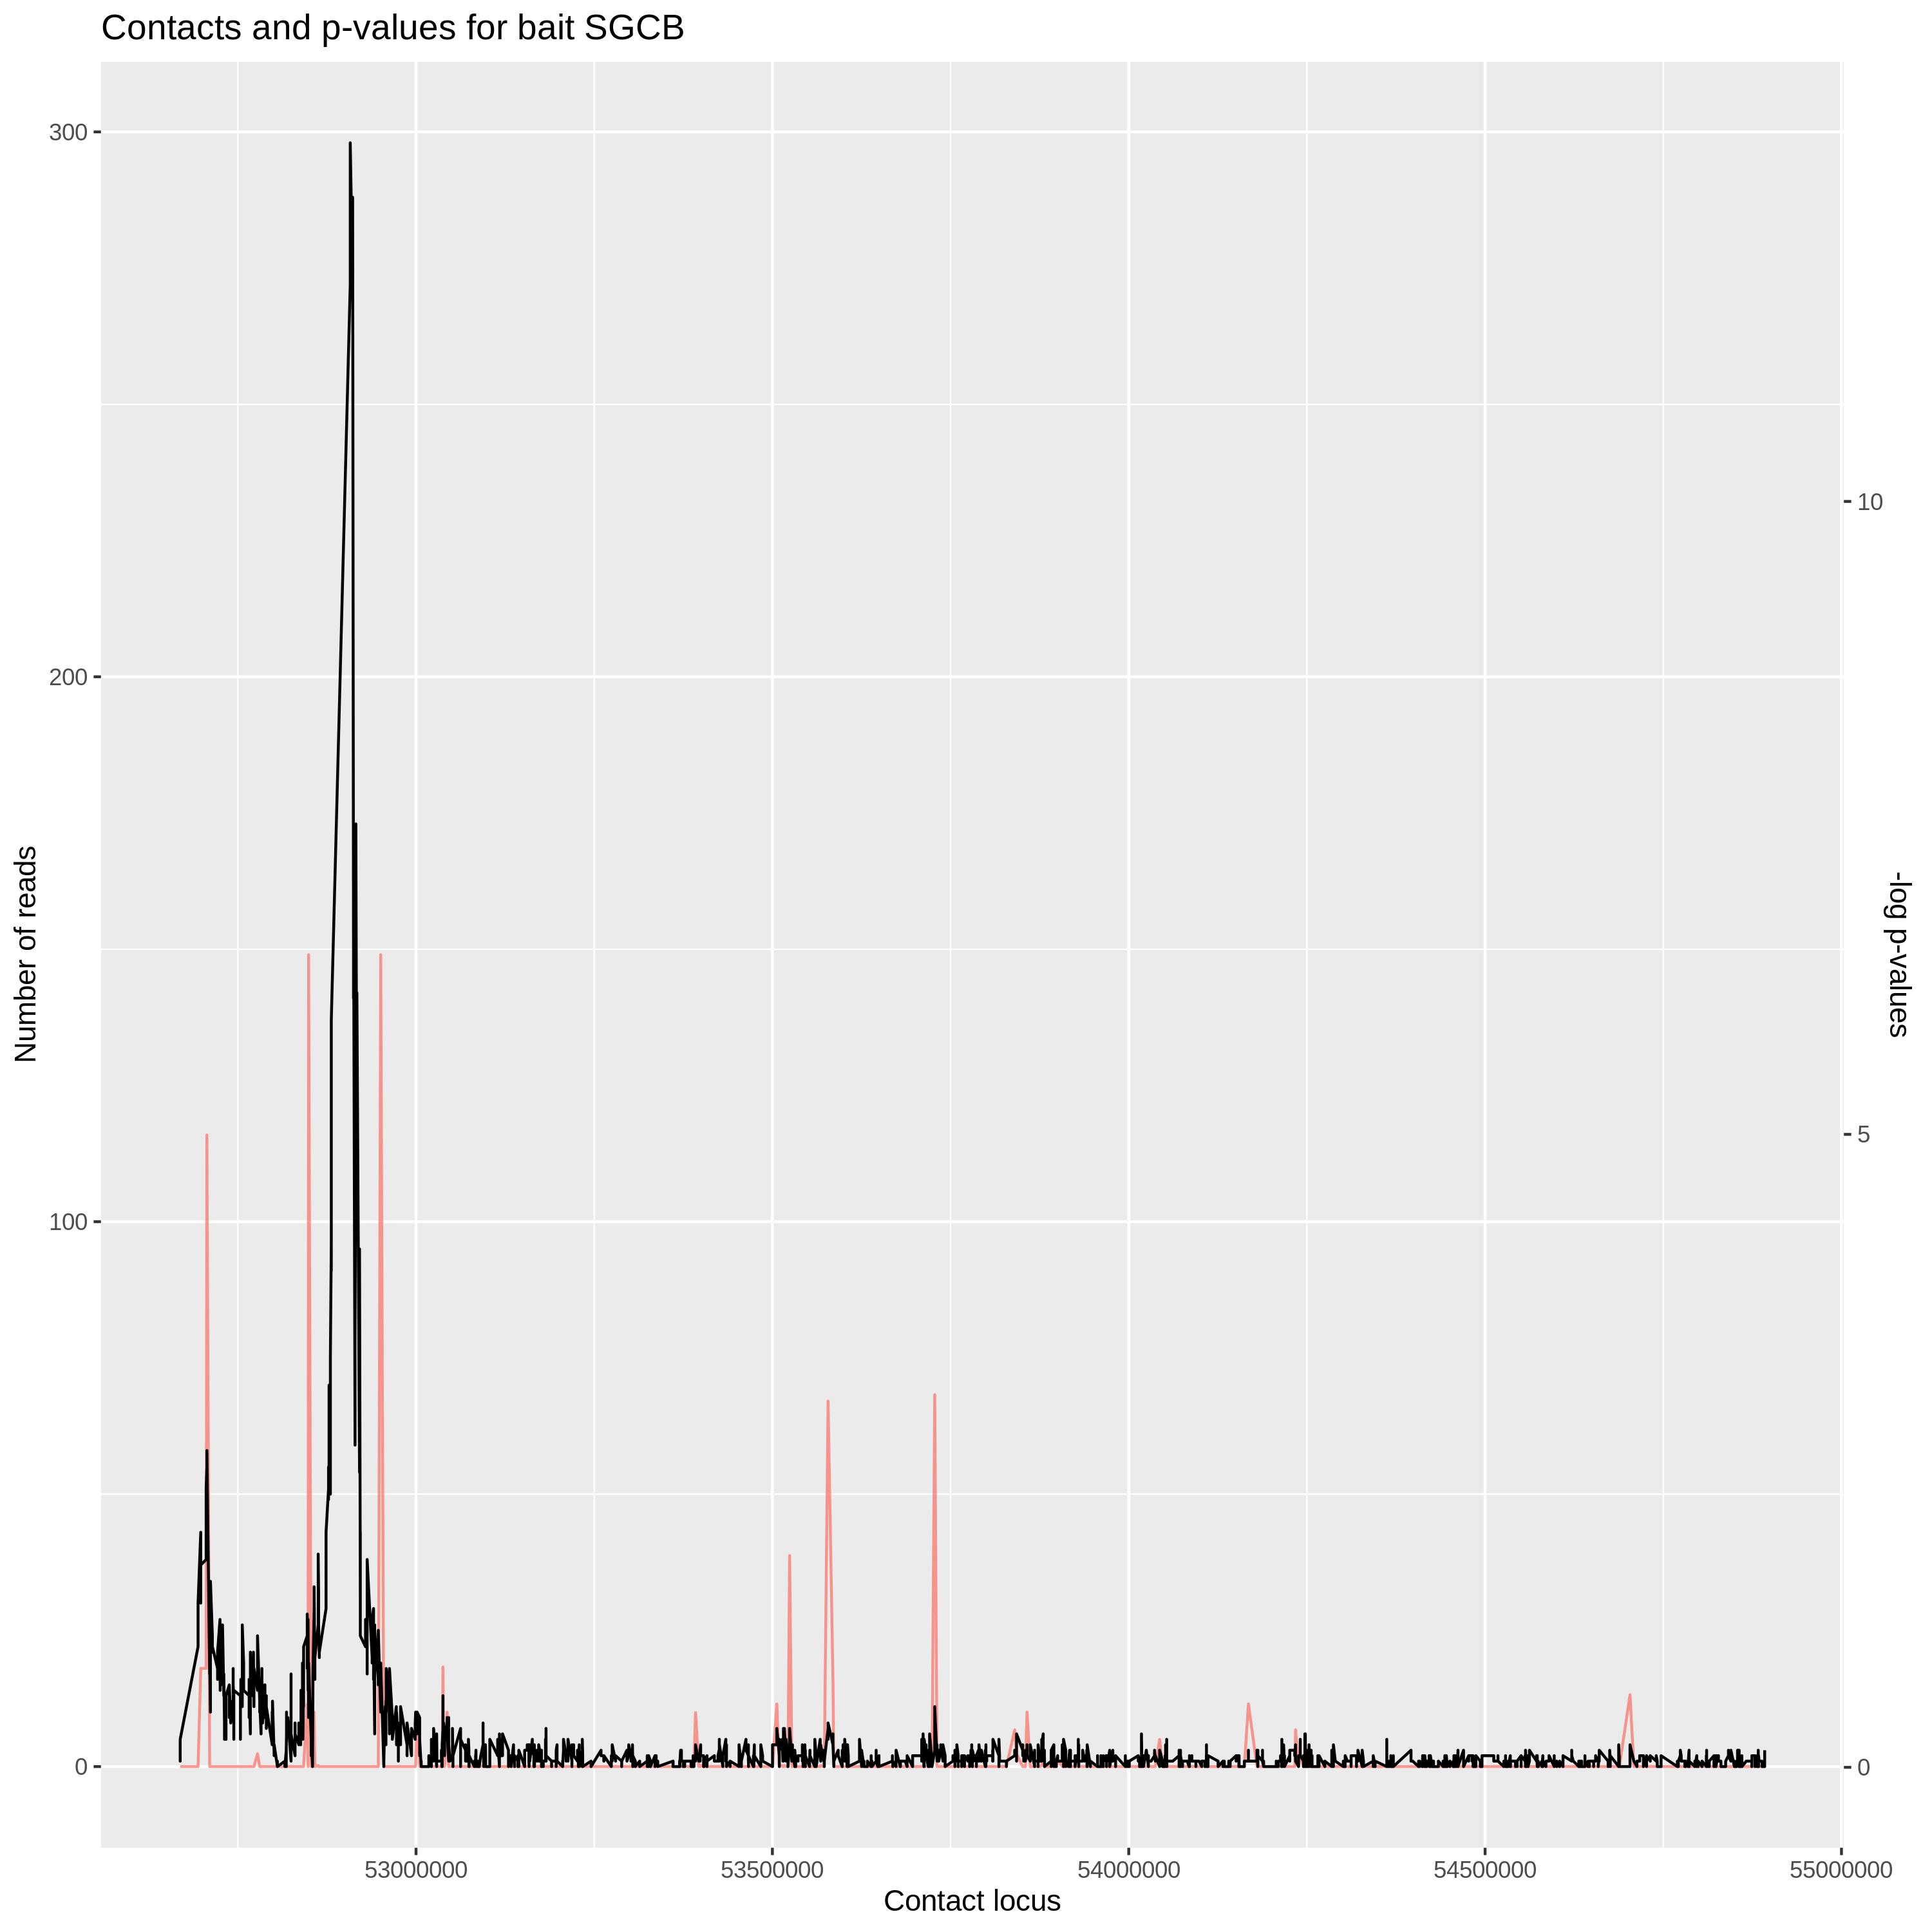 Contacts and p-values for bait SGCB
300
200
100
0
Number of reads
10
5
0
-log p-values
53000000 53500000 54000000 54500000 55000000
Contact locus